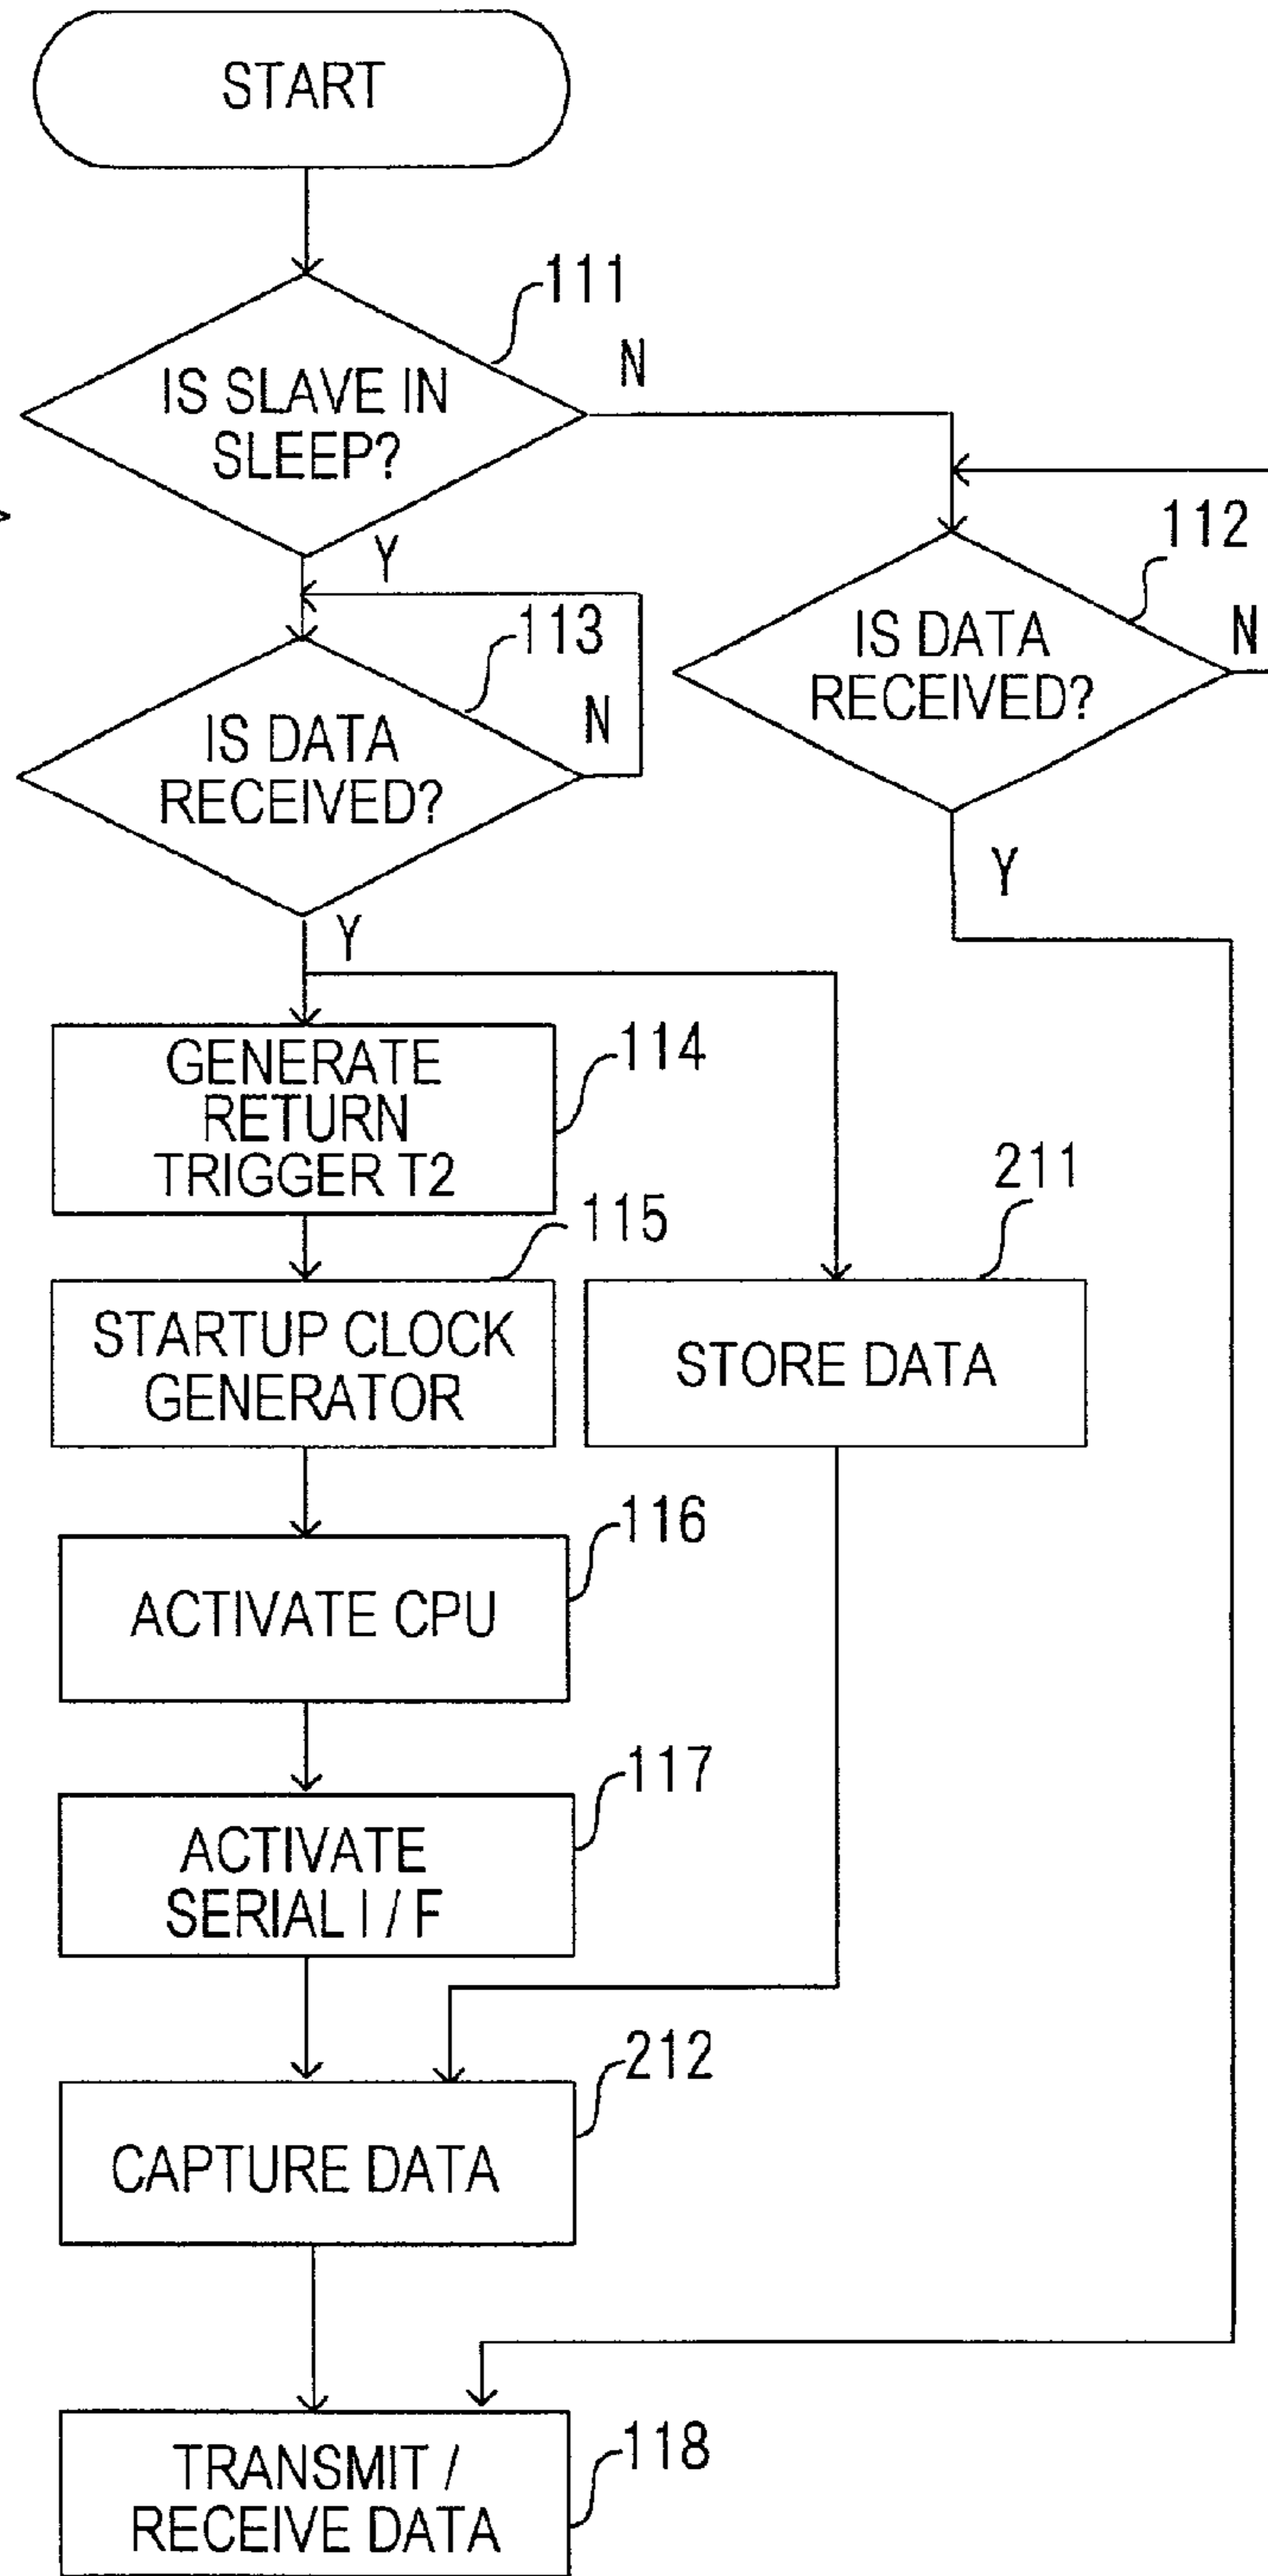 START
111
IS SLAVE IN
SLEEP?
N
Y
112
IS DATA
RECEIVED?
N
Y
113
IS DATA
RECEIVED?
N
Y
GENERATE
RETURN
TRIGGER T2
114
STARTUP CLOCK
GENERATOR
115
STORE DATA
211
ACTIVATE CPU
116
ACTIVATE
SERIAL I / F
117
CAPTURE DATA
212
TRANSMIT /
RECEIVE DATA
118